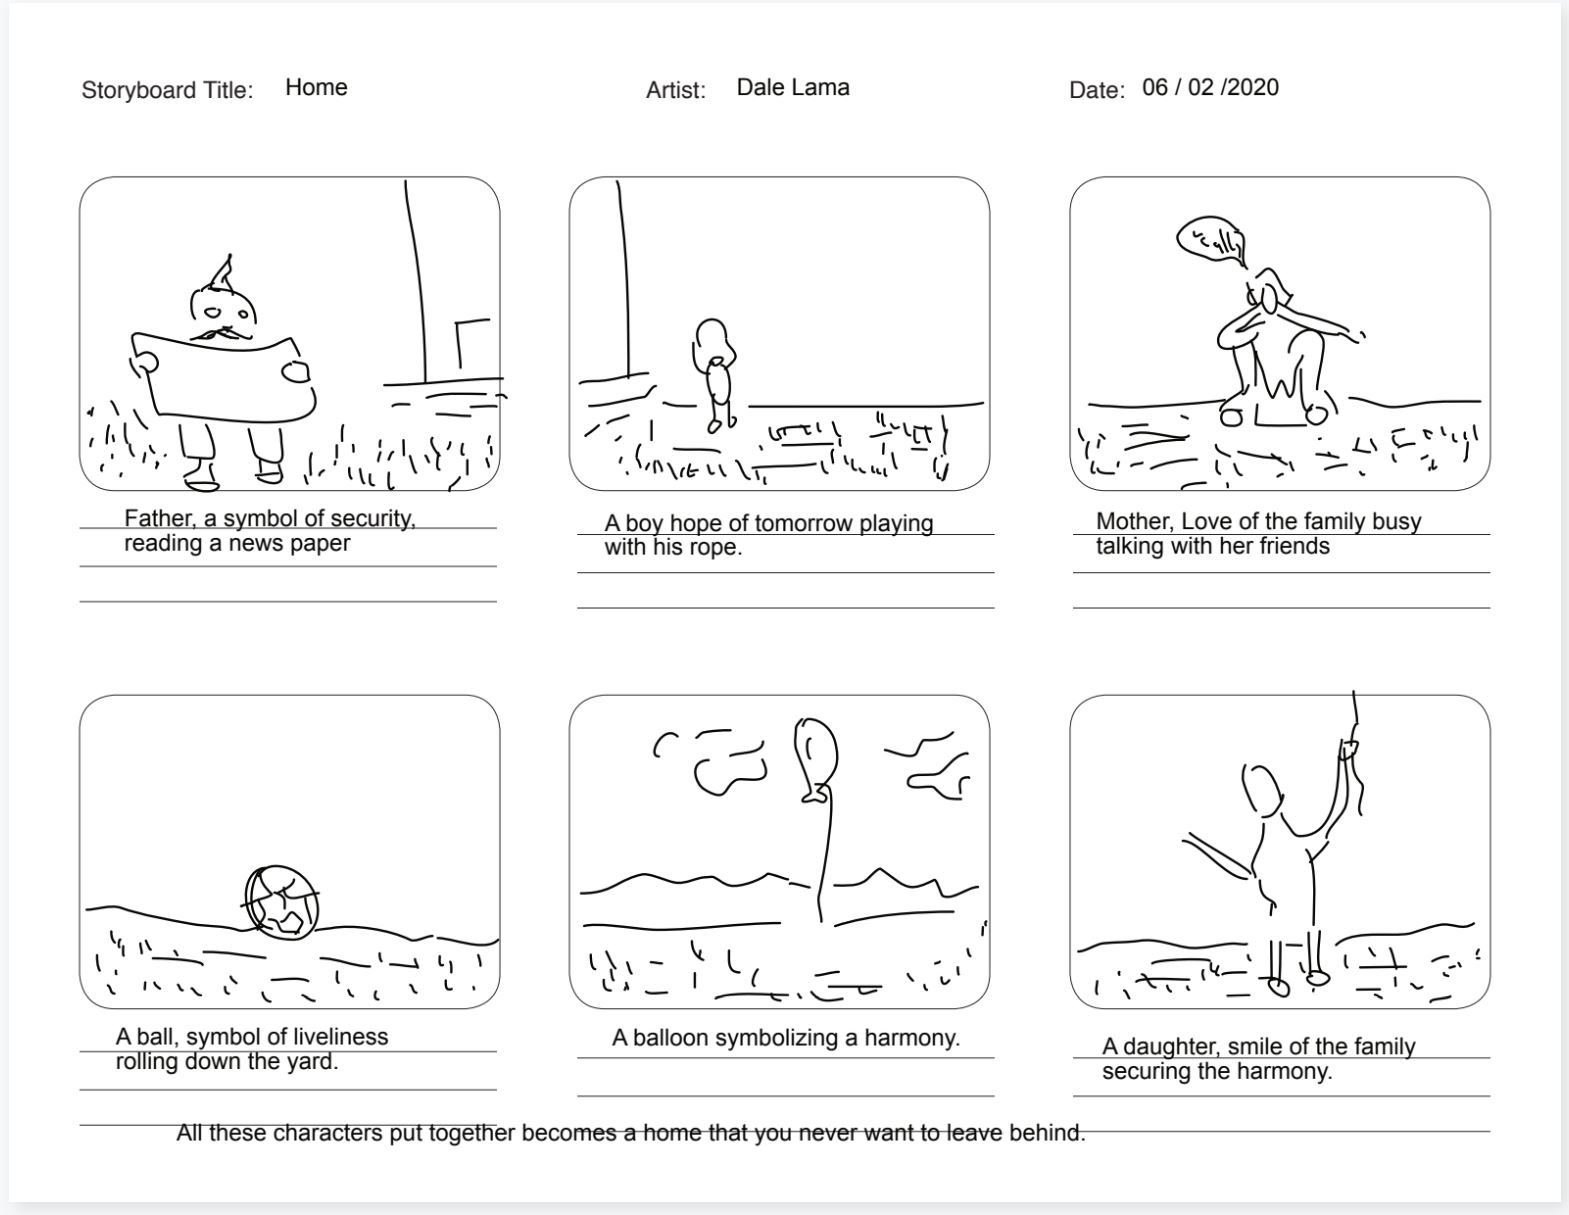 Storyboard Title: Home Artist: Dale Lama Date: 06 / 02 /2020
Father, a symbol of security,
reading a news paper
A boy hope of tomorrow playing
with his rope.
Mother, Love of the family busy
talking with her friends
A ball, symbol of liveliness
rolling down the yard.
A balloon symbolizing a harmony.
A daughter, smile of the family
securing the harmony.
All these characters put together becomes a home that you never want to leave behind.